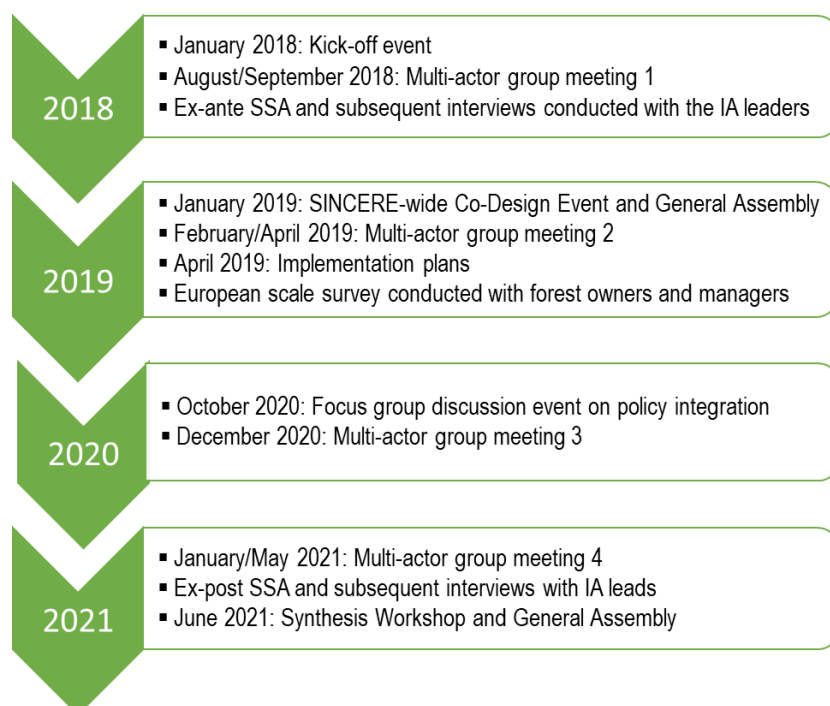 2018
▪ January 2018: Kick-off event
▪ August/September 2018: Multi-actor group meeting 1
▪ Ex-ante SSA and subsequent interviews conducted with the IA leaders
2019
▪ January 2019: SINCERE-wide Co-Design Event and General Assembly
▪ February/April 2019: Multi-actor group meeting 2
▪ April 2019: Implementation plans
▪ European scale survey conducted with forest owners and managers
2020
▪ October 2020: Focus group discussion event on policy integration
▪ December 2020: Multi-actor group meeting 3
2021
▪ January/May 2021: Multi-actor group meeting 4
▪ Ex-post SSA and subsequent interviews with IA leads
▪ June 2021: Synthesis Workshop and General Assembly